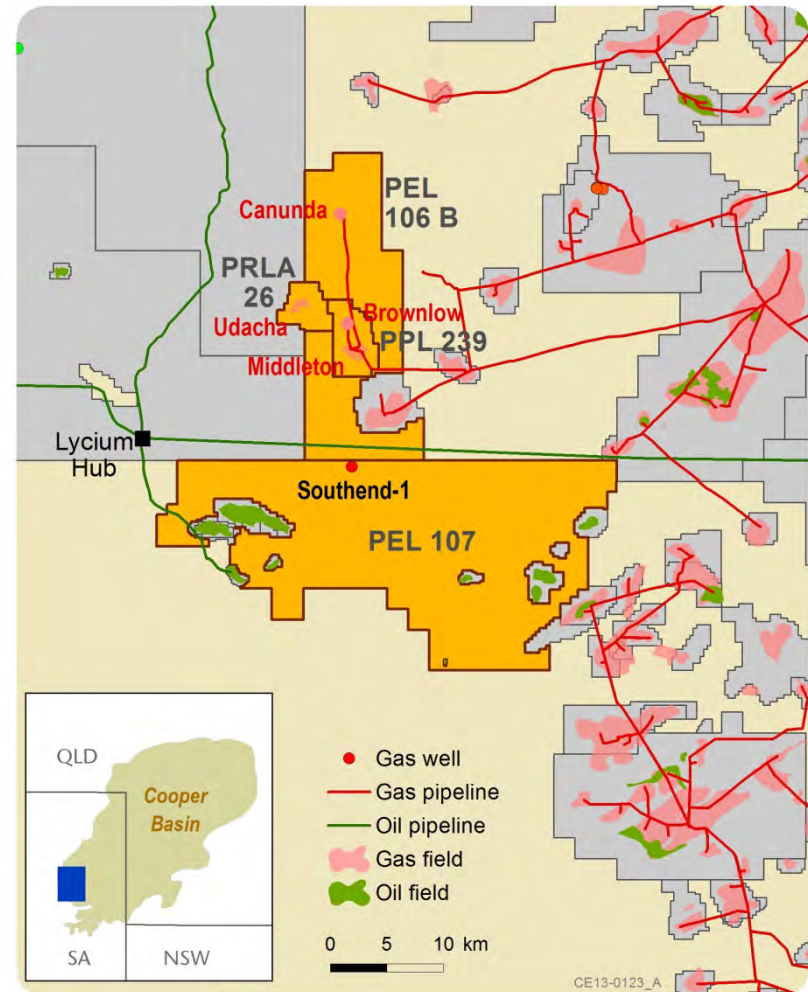 PEL
106 B
Canunda
PRLA
26
Udacha
Brownlow
PPL 239
Middleton
Lycium
Hub
Southend-1
PEL 107
QLD
Cooper
Basin
SA
NSW
Gas well
Gas pipeline
Oil pipeline
Gas field
Oil field
0 5 10 km
CE13-0123_A